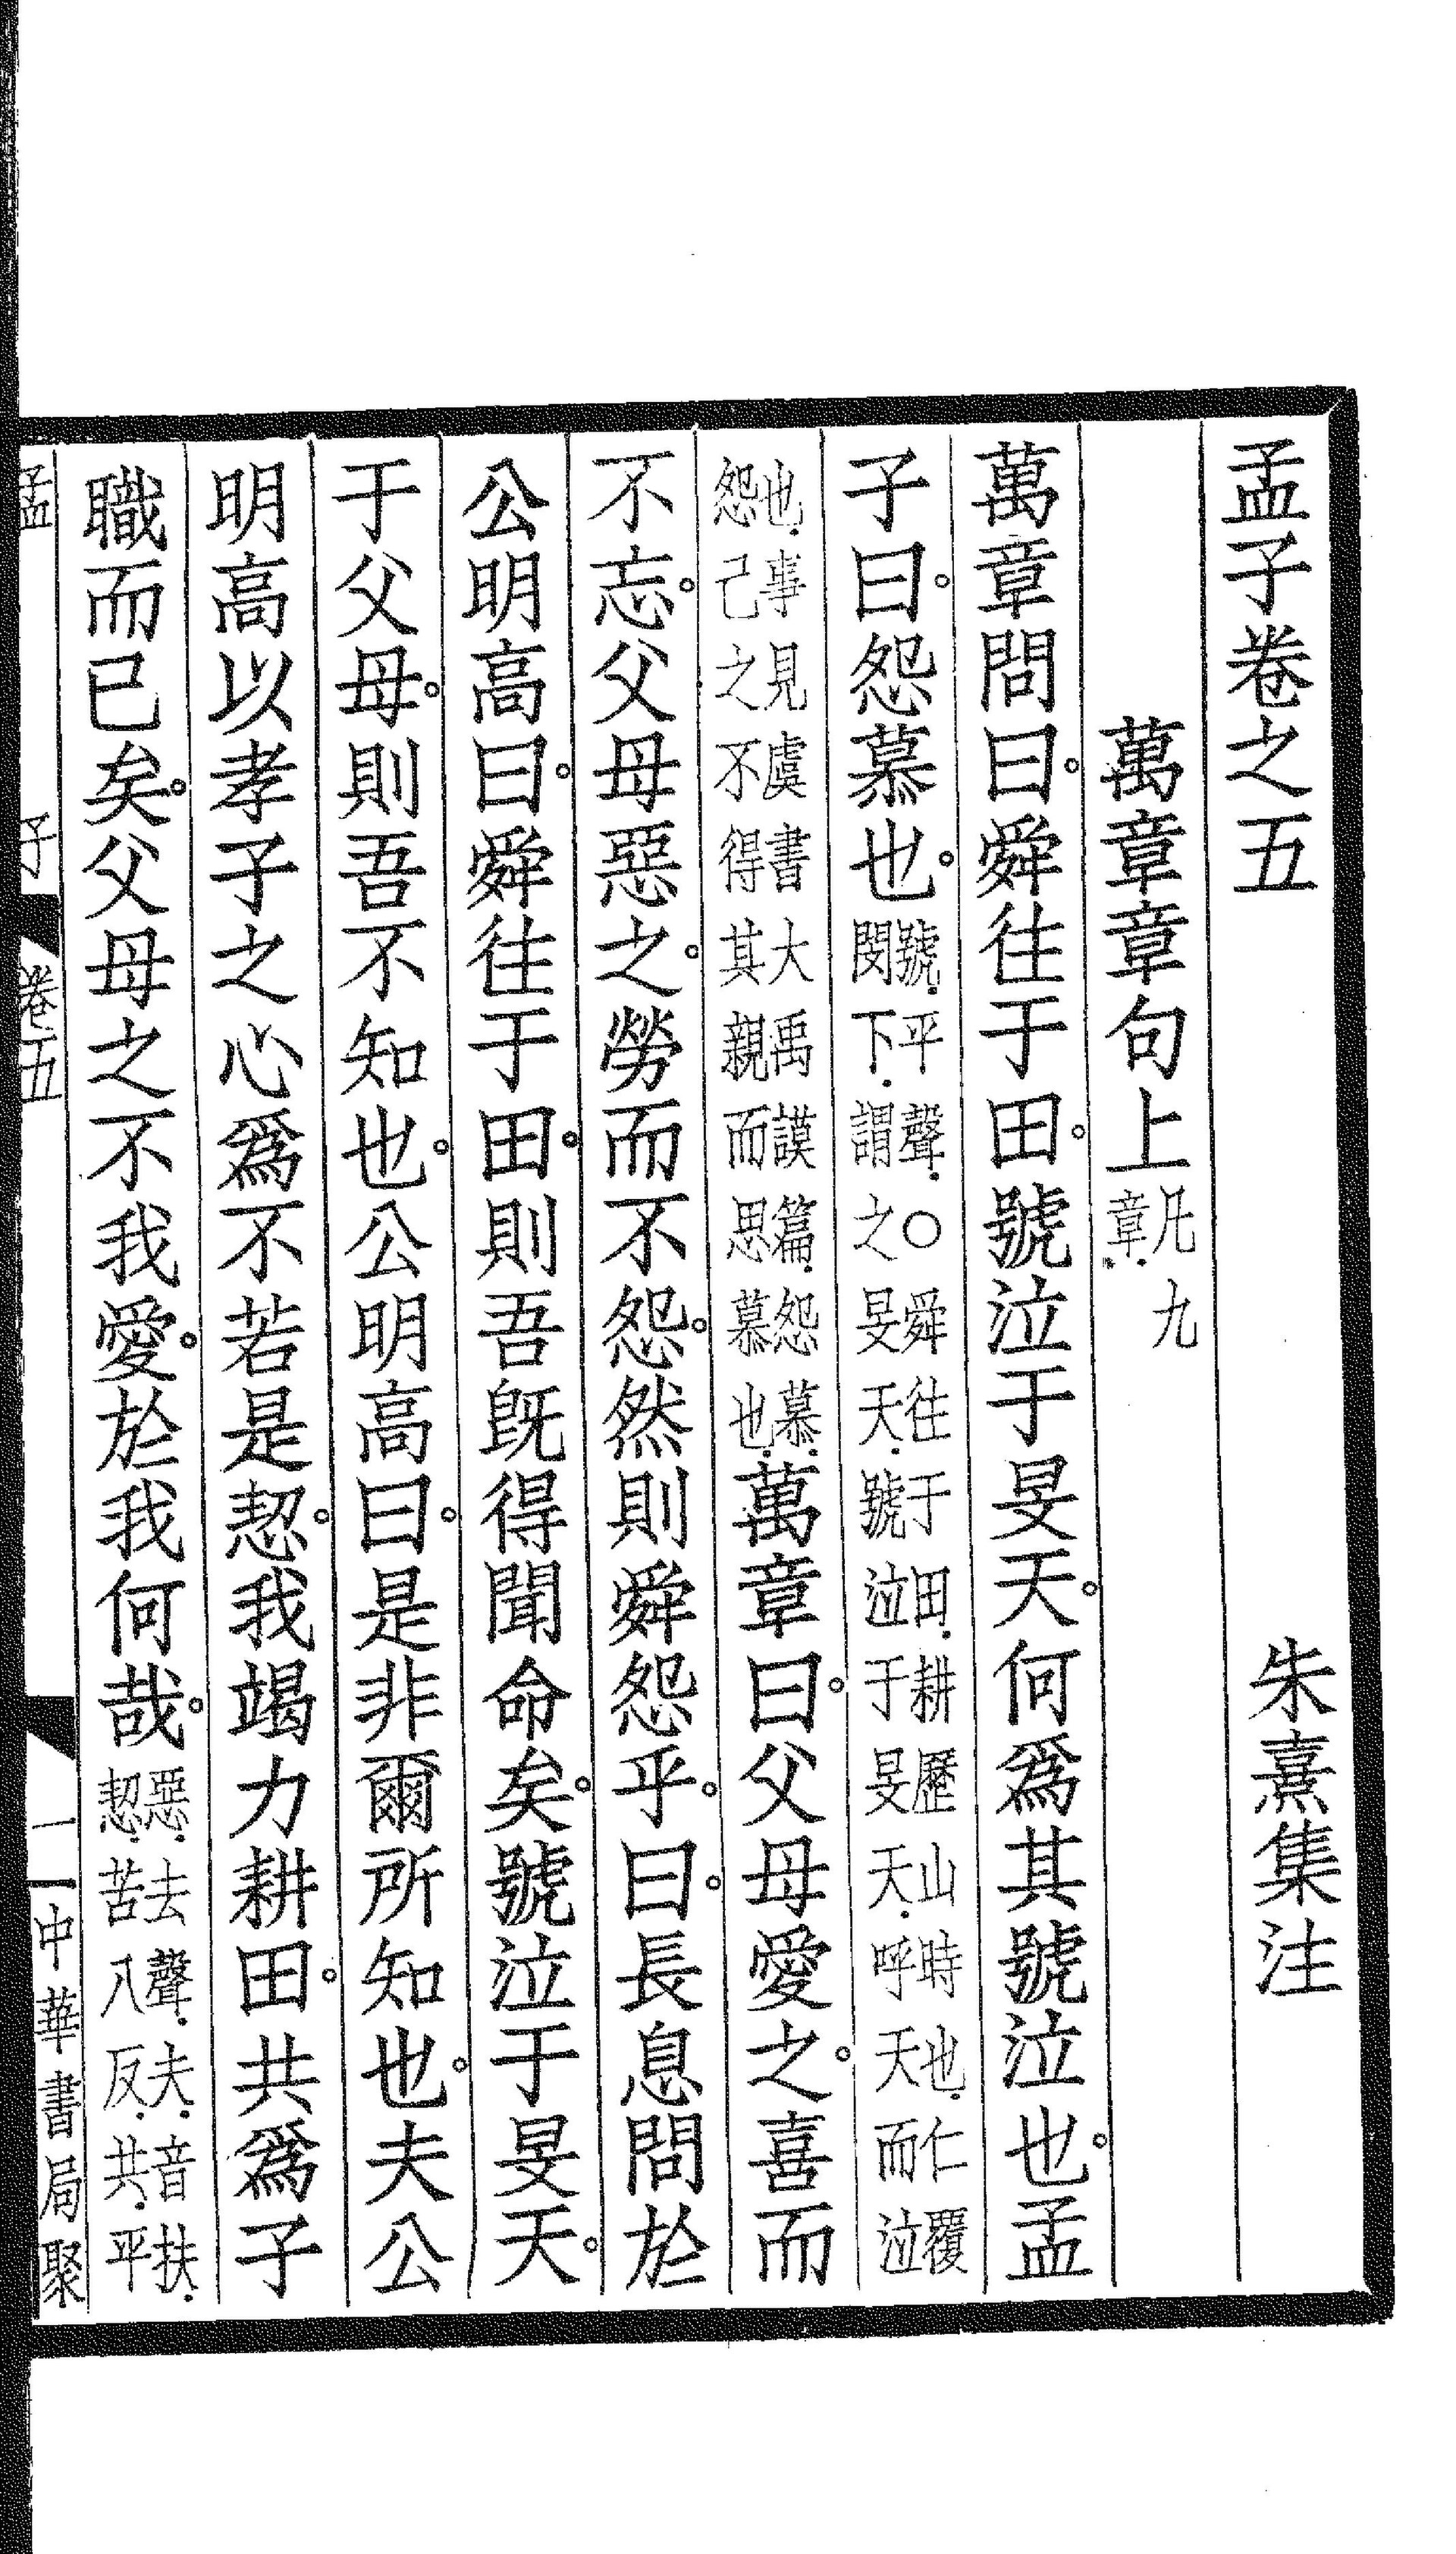 孟子卷之五　朱熹集注
萬章章句上 凡九章.
萬章問曰。舜往于田。號泣于旻天。何爲其號泣也。孟
子曰。怨慕也。號.平聲.○舜往于田.耕歷山時也.仁覆閔下.謂之旻天.號泣于旻天.呼天而泣
也.事見虞書大禹謨篇.怨慕.怨己之不得其親而思慕也.萬章曰。父母愛之。喜而
不忘。父母惡之。勞而不怨。然則舜怨乎。曰。長息問於
公明高曰。舜往于田。則吾旣得聞命矣。號泣于旻天。
于父母。則吾不知也。公明高曰。是非爾所知也。夫公
明高以孝子之心爲不若是恝。我竭力耕田。共爲子
職而已矣。父母之不我愛。於我何哉。惡.去聲.夫.音扶.恝.苦八反.共.平
孟　子　卷五　一　中華書局聚